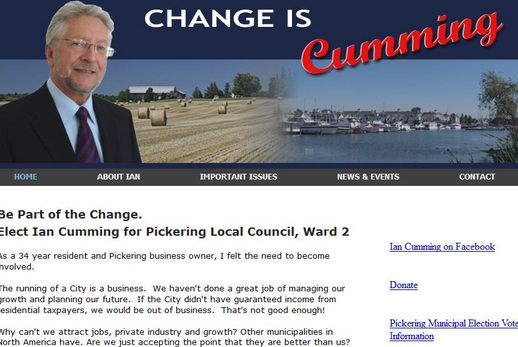 CHANGE IS
Cumming
HOME ABOUT IAN IMPORTANT ISSUES NEWS & EVENTS CONTACT
Be Part of the Change.
Elect Ian Cumming for Pickering Local Council, Ward 2
As a 34 year resident and Pickering business owner, I felt the need to become
involved.
The running of a City is a business. We haven't done a great job of managing our
growth and planning our future. If the City didn't have guaranteed income from
residential taxpayers, we would be out of business. That's not good enough!
Why can't we attract jobs, private industry and growth? Other municipalities in
North America have. Are we just accepting the point that they are better than us?
Ian Cumming on Facebook
Donate
Pickering Municipal Election Vote
Information